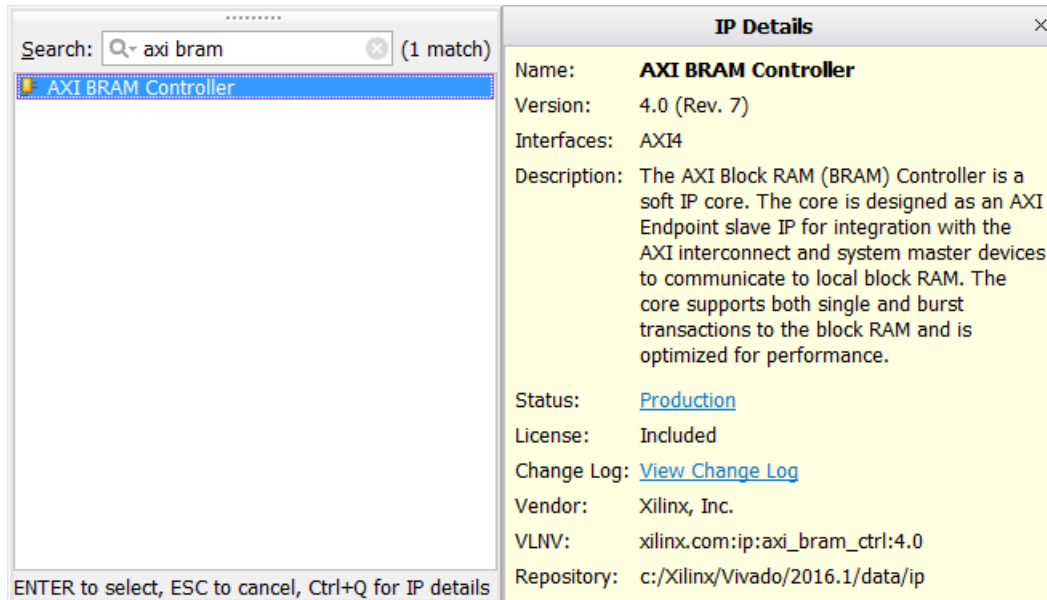 Search: axi bram (1 match)
AXI BRAM Controller
ENTER to select, ESC to cancel, Ctrl+Q for IP details
IP Details
Name: AXI BRAM Controller
Version: 4.0 (Rev. 7)
Interfaces: AXI4
Description: The AXI Block RAM (BRAM) Controller is a
soft IP core. The core is designed as an AXI
Endpoint slave IP for integration with the
AXI interconnect and system master devices
to communicate to local block RAM. The
core supports both single and burst
transactions to the block RAM and is
optimized for performance.
Status: Production
License: Included
Change Log: View Change Log
Vendor: Xilinx, Inc.
VLNV: xilinx.com:ip:axi_bram_ctrl:4.0
Repository: c:/Xilinx/Vivado/2016.1/data/ip